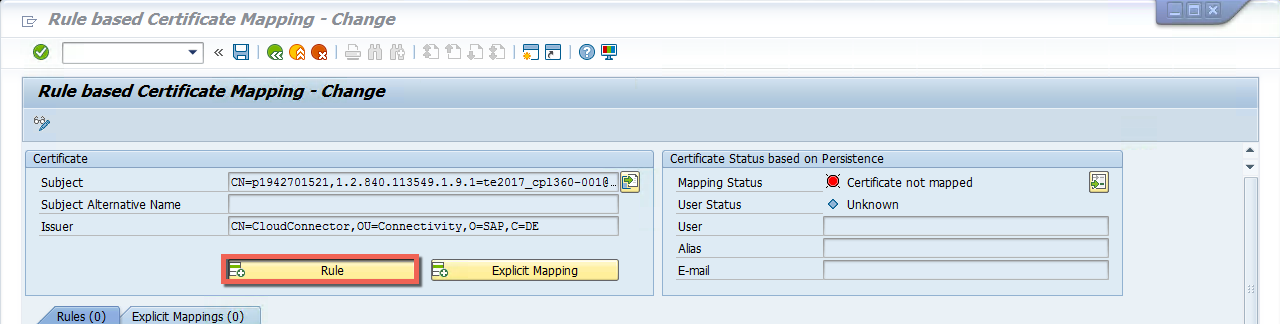 Rule based Certificate Mapping - Change
Rule based Certificate Mapping - Change
Certificate
Subject CN=p1942701521,1.2.840.113549.1.9.1=te2017_cpl360-001@…
Subject Alternative Name
Issuer CN=CloudConnector,OU=Connectivity,O=SAP,C=DE
Rule Explicit Mapping
Certificate Status based on Persistence
Mapping Status Certificate not mapped
User Status Unknown
User
Alias
E-mail
Rules (0) Explicit Mappings (0)